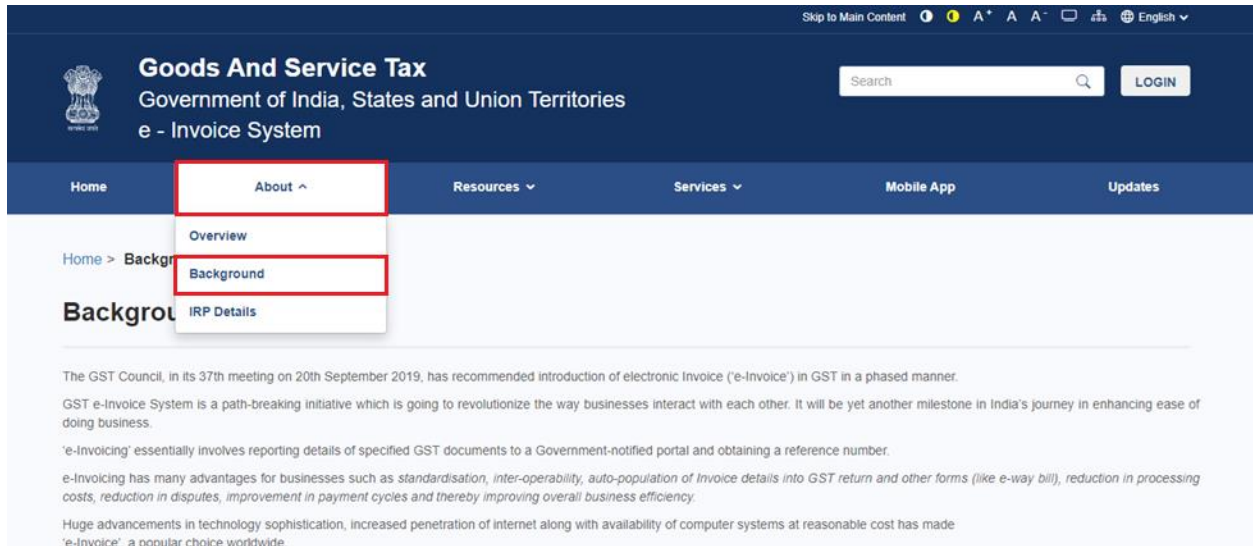 Skip to Main Content A+ A A- English
Goods And Service Tax
Government of India, States and Union Territories
e - Invoice System
Search
LOGIN
Home About Resources Services Mobile App Updates
Overview
Home > Backgr
Background
Backgrou
IRP Details
The GST Council, in its 37th meeting on 20th September 2019, has recommended introduction of electronic Invoice ('e-Invoice') in GST in a phased manner.
GST e-Invoice System is a path-breaking initiative which is going to revolutionize the way businesses interact with each other. It will be yet another milestone in India's journey in enhancing ease of
doing business.
'e-Invoicing' essentially involves reporting details of specified GST documents to a Government-notified portal and obtaining a reference number.
e-Invoicing has many advantages for businesses such as standardisation, inter-operability, auto-population of Invoice details into GST return and other forms (like e-way bill), reduction in processing
costs, reduction in disputes, improvement in payment cycles and thereby improving overall business efficiency.
Huge advancements in technology sophistication, increased penetration of internet along with availability of computer systems at reasonable cost has made
'e-Invoice', a popular choice worldwide.